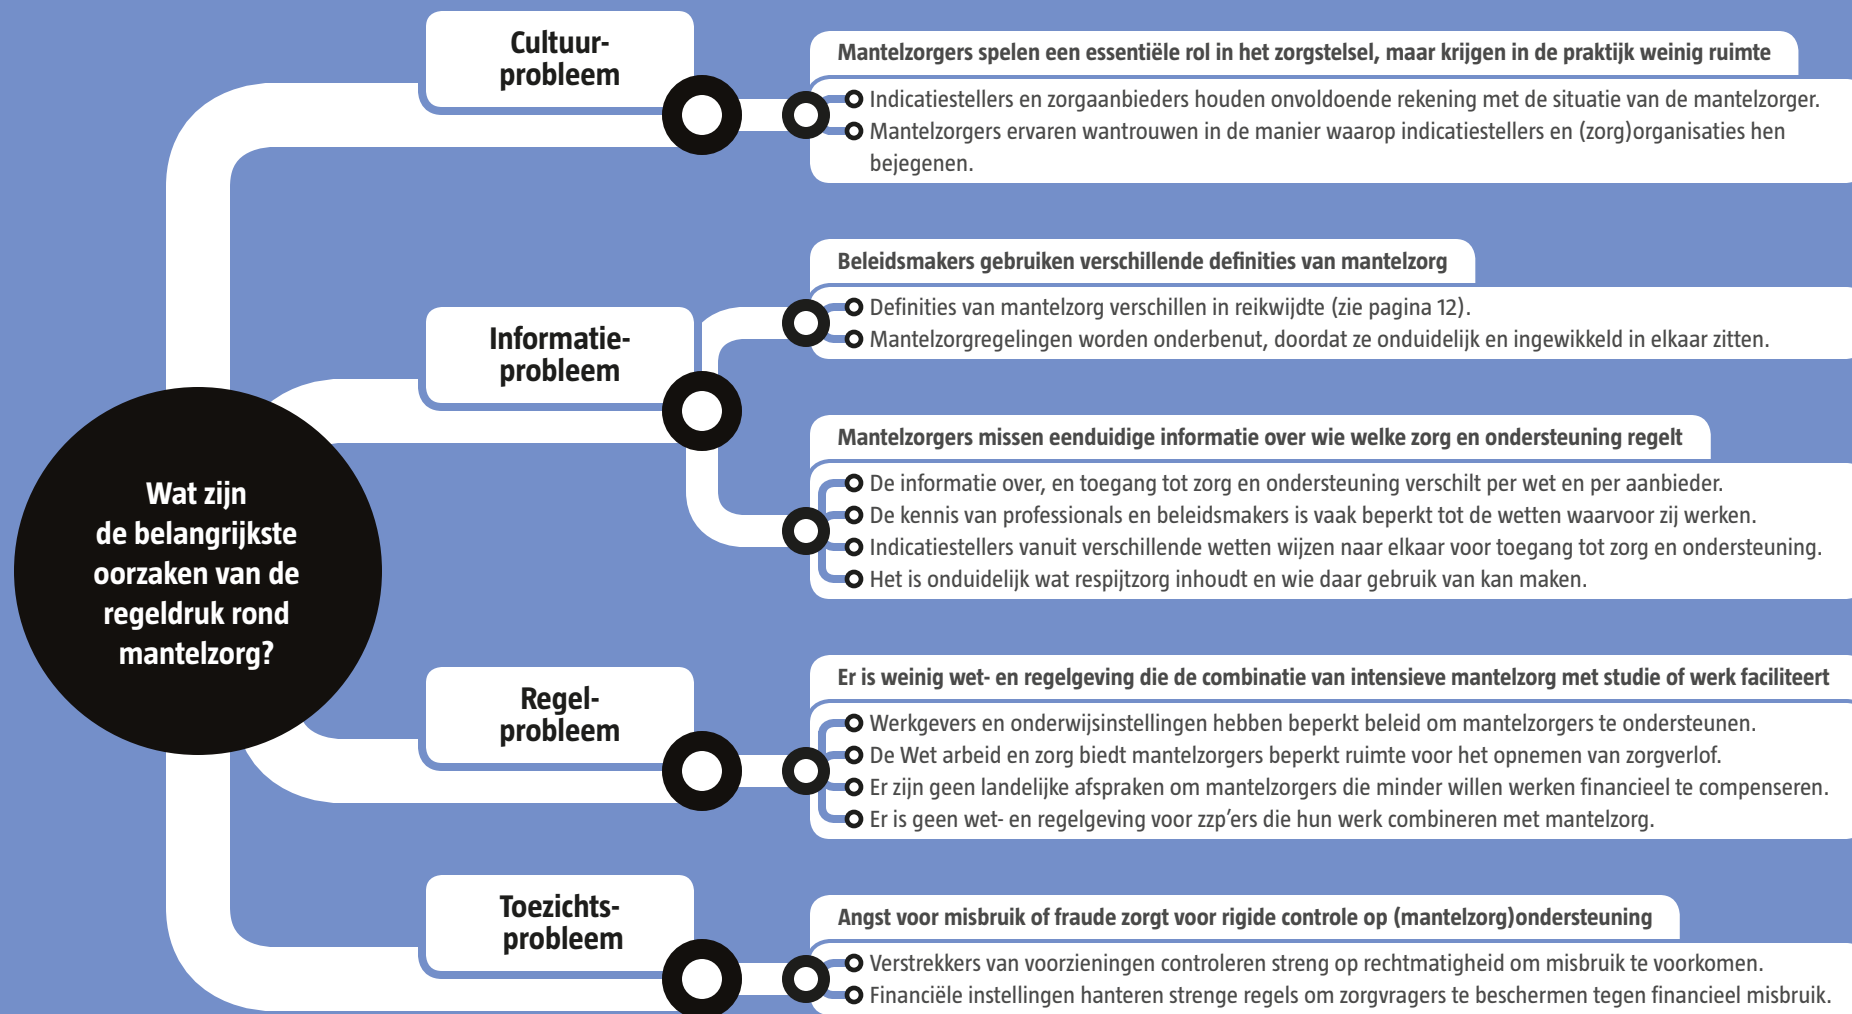 Wat zijn
de belangrijkste
oorzaken van de
regeldruk rond
mantelzorg?
Cultuur-
probleem
Mantelzorgers spelen een essentiële rol in het zorgstelsel, maar krijgen in de praktijk weinig ruimte
Indicatiestellers en zorgaanbieders houden onvoldoende rekening met de situatie van de mantelzorger.
Mantelzorgers ervaren wantrouwen in de manier waarop indicatiestellers en (zorg)organisaties hen
bejegenen.
Informatie-
probleem
Beleidsmakers gebruiken verschillende definities van mantelzorg
Definities van mantelzorg verschillen in reikwijdte (zie pagina 12).
Mantelzorgregelingen worden onderbenut, doordat ze onduidelijk en ingewikkeld in elkaar zitten.
Mantelzorgers missen eenduidige informatie over wie welke zorg en ondersteuning regelt
De informatie over, en toegang tot zorg en ondersteuning verschilt per wet en per aanbieder.
De kennis van professionals en beleidsmakers is vaak beperkt tot de wetten waarvoor zij werken.
Indicatiestellers vanuit verschillende wetten wijzen naar elkaar voor toegang tot zorg en ondersteuning.
Het is onduidelijk wat respijtzorg inhoudt en wie daar gebruik van kan maken.
Regel-
probleem
Er is weinig wet- en regelgeving die de combinatie van intensieve mantelzorg met studie of werk faciliteert
Werkgevers en onderwijsinstellingen hebben beperkt beleid om mantelzorgers te ondersteunen.
De Wet arbeid en zorg biedt mantelzorgers beperkt ruimte voor het opnemen van zorgverlof.
Er zijn geen landelijke afspraken om mantelzorgers die minder willen werken financieel te compenseren.
Er is geen wet- en regelgeving voor zzp'ers die hun werk combineren met mantelzorg.
Toezichts-
probleem
Angst voor misbruik of fraude zorgt voor rigide controle op (mantelzorg)ondersteuning
Verstrekkers van voorzieningen controleren streng op rechtmatigheid om misbruik te voorkomen.
Financiële instellingen hanteren strenge regels om zorgvragers te beschermen tegen financieel misbruik.